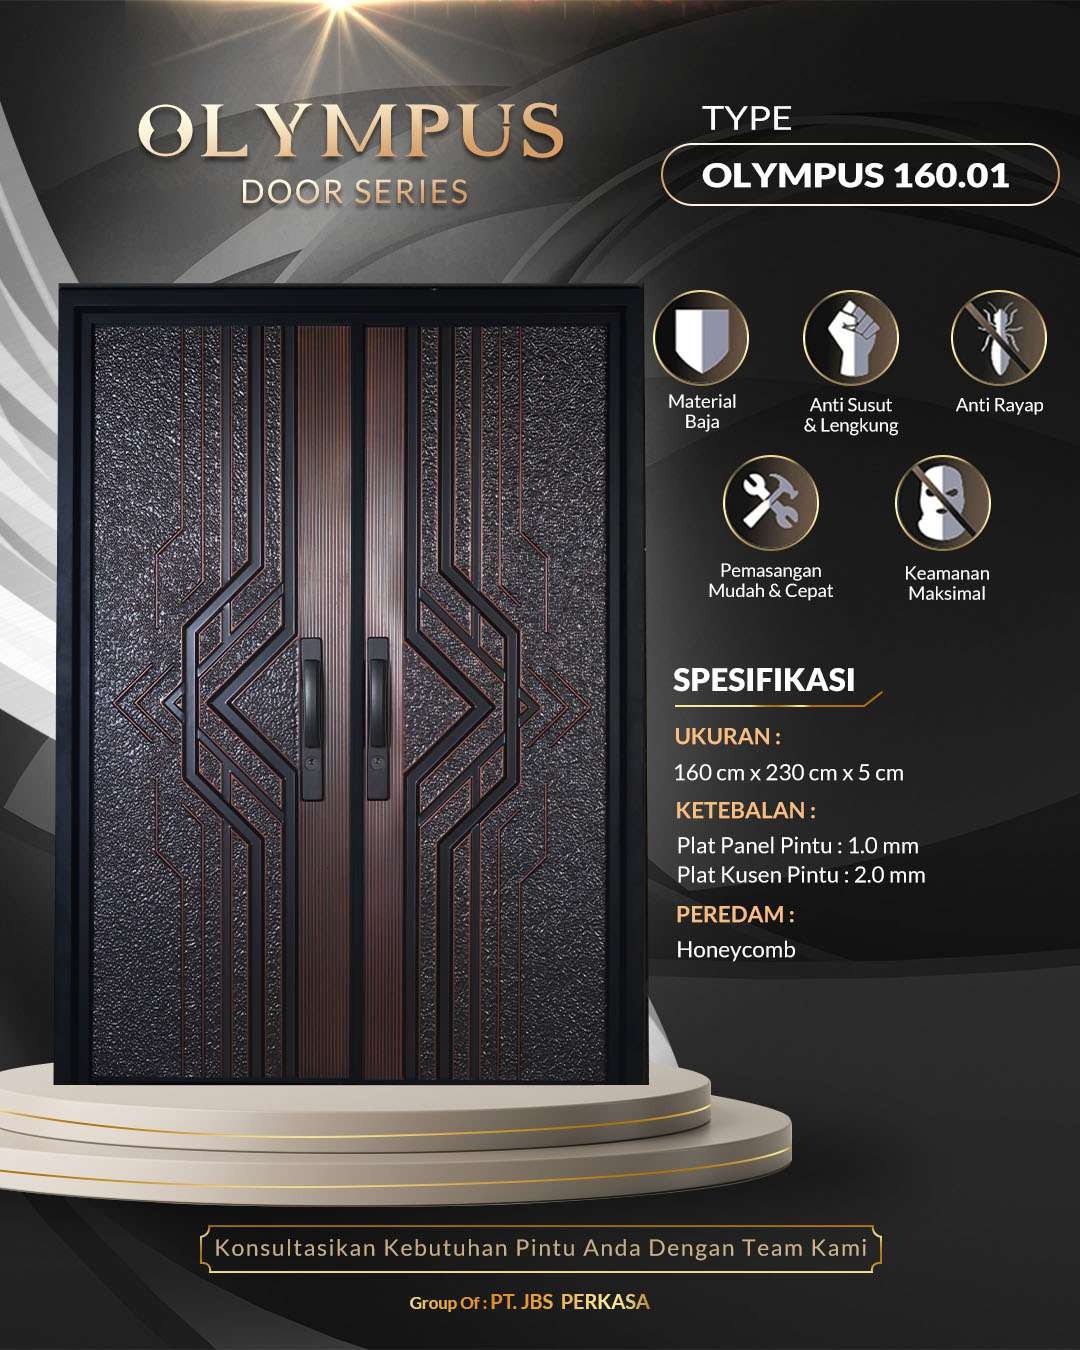 OLYMPUS
DOOR SERIES
TYPE
OLYMPUS 160.01
Material
Baja
Anti Susut
& Lengkung
Anti Rayap
Pemasangan
Mudah & Cepat
Keamanan
Maksimal
SPESIFIKASI
UKURAN :
160 cm x 230 cm x 5 cm
KETEBALAN :
Plat Panel Pintu : 1.0 mm
Plat Kusen Pintu : 2.0 mm
PEREDAM :
Honeycomb
Konsultasikan Kebutuhan Pintu Anda Dengan Team Kami
Group Of : PT. JBS PERKASA